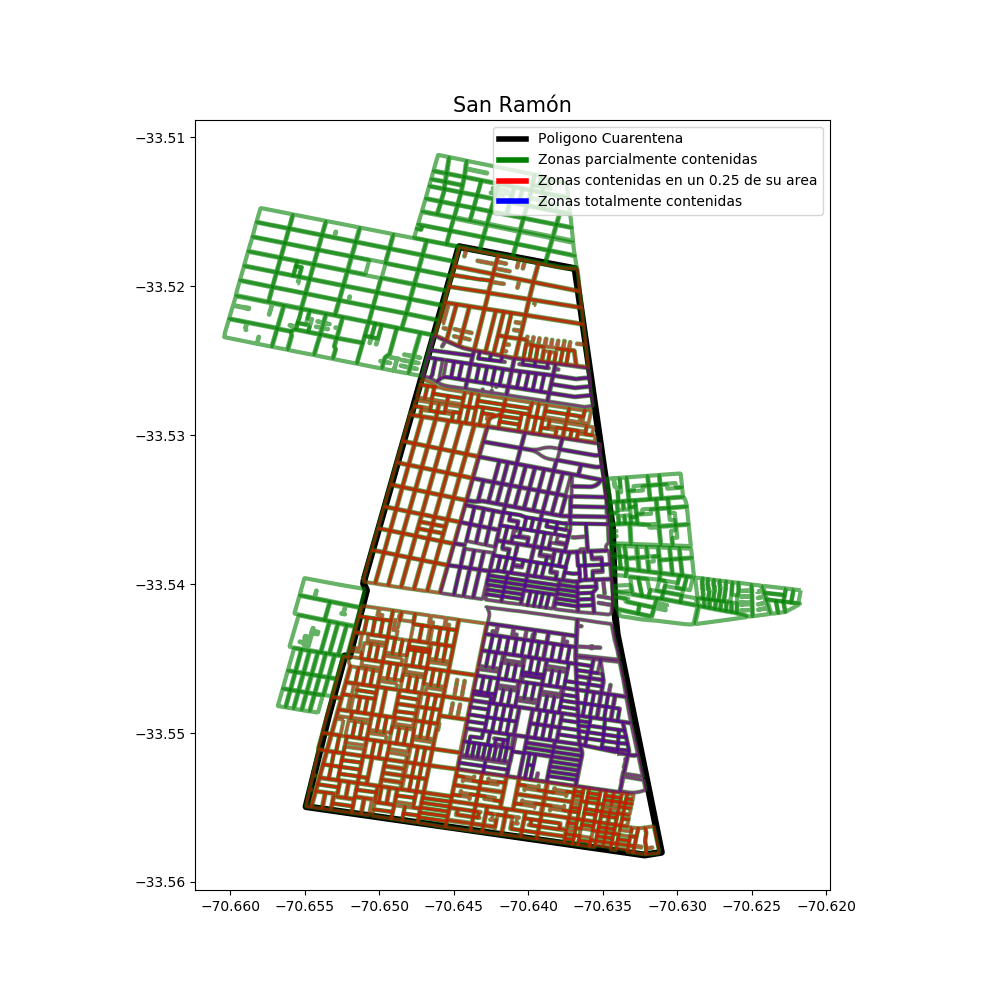 San Ramón
Poligono Cuarentena
Zonas parcialmente contenidas
Zonas contenidas en un 0.25 de su area
Zonas totalmente contenidas
−33.51
−33.52
−33.53
−33.54
−33.55
−33.56
−70.660 −70.655 −70.650 −70.645 −70.640 −70.635 −70.630 −70.625 −70.620